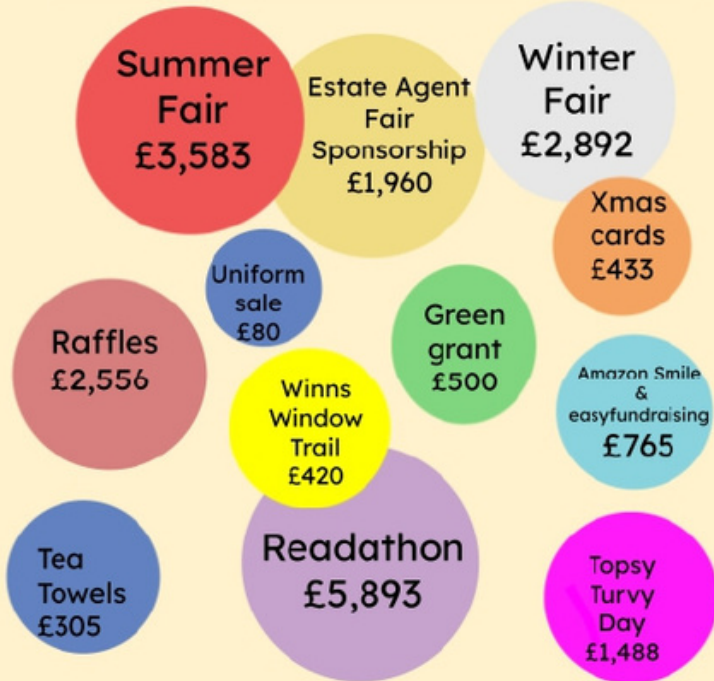 Summer
Fair
£3,583
Estate Agent
Fair
Sponsorship
£1,960
Winter
Fair
£2,892
Xmas
cards
£433
Uniform
sale
£80
Raffles
£2,556
Green
grant
£500
Winns
Window
Trail
£420
Amazon Smile
&
easyfundraising
£765
Tea
Towels
£305
Readathon
£5,893
Topsy
Turvy
Day
£1,488